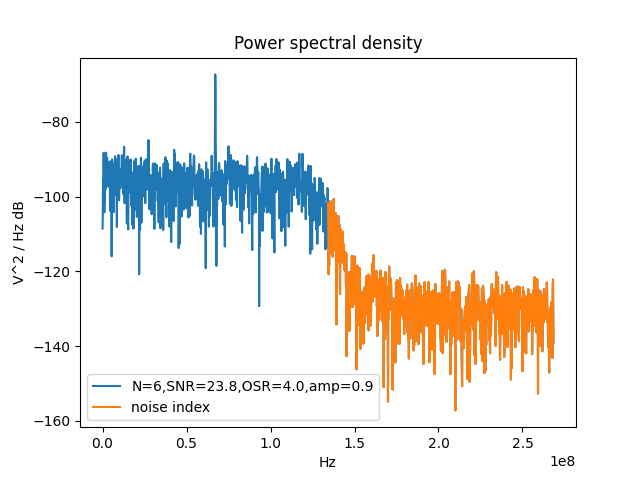 Power spectral density
V^2 / Hz dB
−80
−100
−120
−140
−160
N=6,SNR=23.8,OSR=4.0,amp=0.9
noise index
0.0 0.5 1.0 1.5 2.0 2.5
1e8
Hz